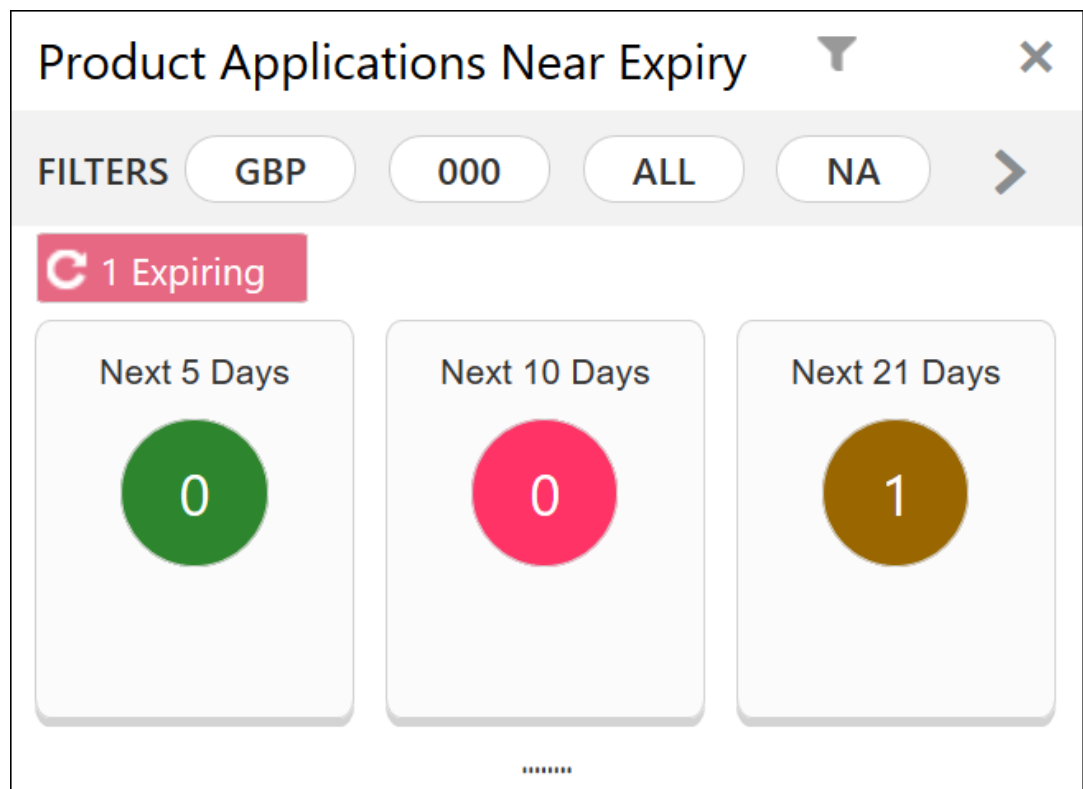 Product Applications Near Expiry
FILTERS GBP 000 ALL NA
1 Expiring
Next 5 Days Next 10 Days Next 21 Days
0 0 1